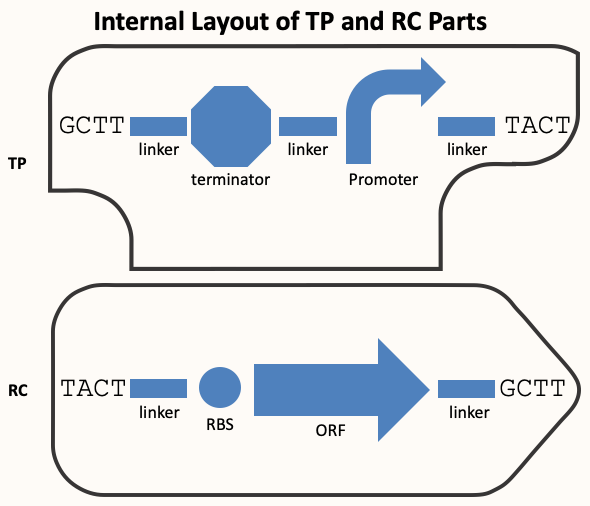 Internal Layout of TP and RC Parts
GCTT
TACT
linker
linker
linker
TP
terminator
Promoter
RC
TACT
GCTT
linker
RBS
ORF
linker